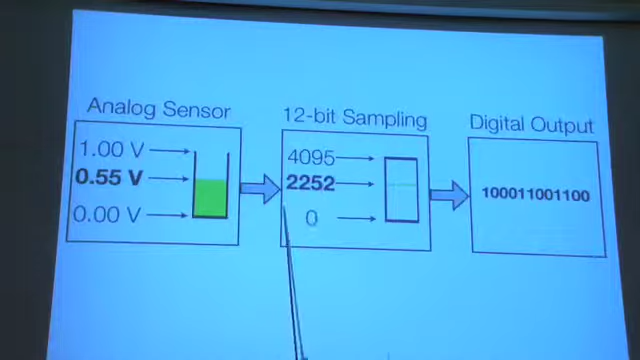 Analog Sensor
1.00 V
0.55 V
0.00 V
12-bit Sampling
4095
2252
0
Digital Output
100011001100